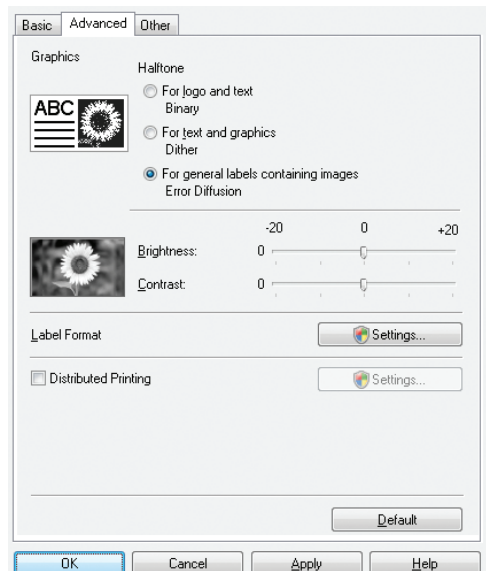 Basic Advanced Other
Graphics
Halftone
ABC
For logo and text
Binary
For text and graphics
Dither
For general labels containing images
Error Diffusion
-20 0 +20
Brightness: 0
Contrast: 0
Label Format Settings...
Distributed Printing Settings...
Default
OK Cancel Apply Help